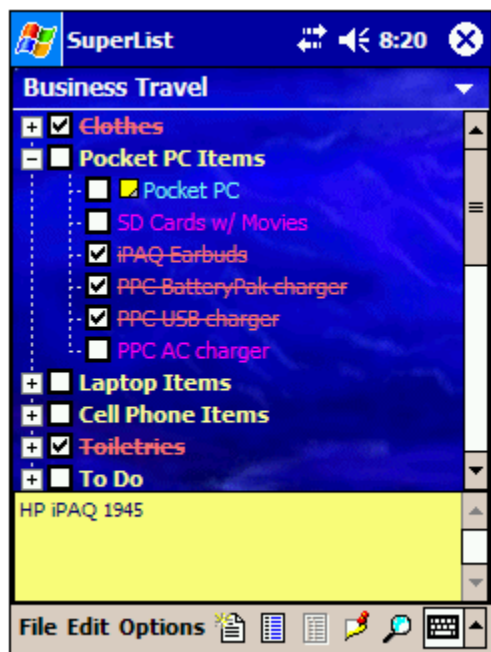 SuperList 8:20
Business Travel
Clothes
Pocket PC Items
Pocket PC
SD Cards w/ Movies
iPAQ Earbuds
PPC BatteryPak charger
PPC USB charger
PPC AC charger
Laptop Items
Cell Phone Items
Toiletries
To Do
HP iPAQ 1945
File Edit Options